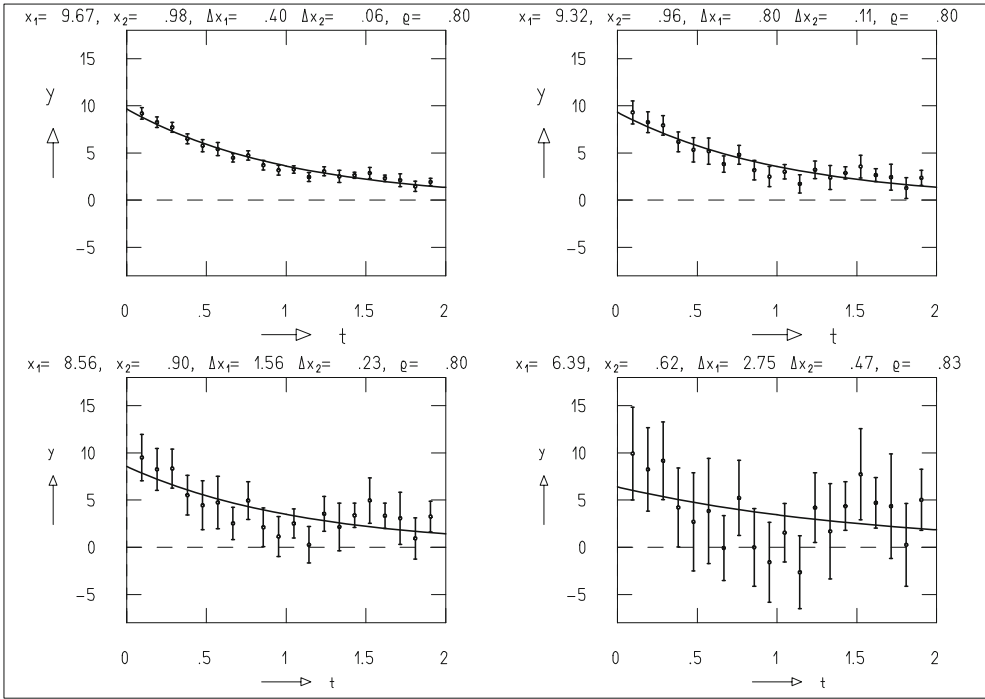 x₁= 9.67, x₂= .98, Δx₁= .40 Δx₂= .06, ϱ= .80
15
y
10
5
0
−5
0 .5 1 1.5 2
t
x₁= 9.32, x₂= .96, Δx₁= .80 Δx₂= .11, ϱ= .80
15
y
10
5
0
−5
0 .5 1 1.5 2
t
x₁= 8.56, x₂= .90, Δx₁= 1.56 Δx₂= .23, ϱ= .80
15
y
10
5
0
−5
0 .5 1 1.5 2
t
x₁= 6.39, x₂= .62, Δx₁= 2.75 Δx₂= .47, ϱ= .83
15
y
10
5
0
−5
0 .5 1 1.5 2
t